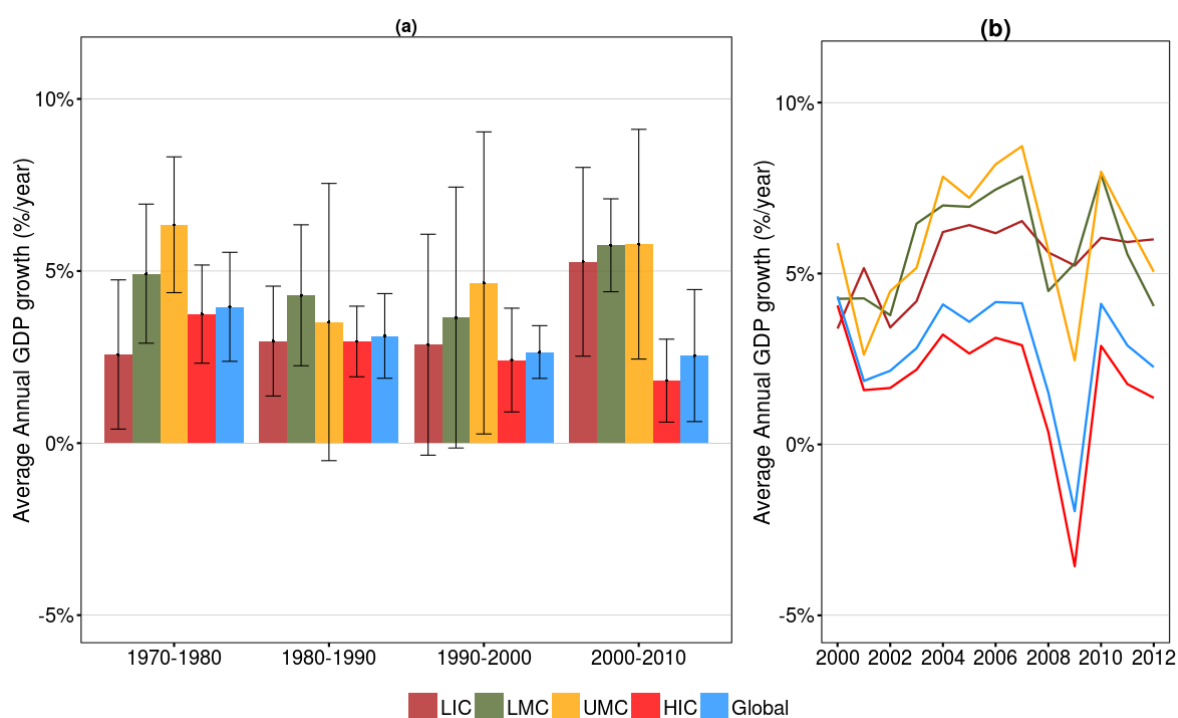 (a)
Average Annual GDP growth (%/year)
10%
5%
0%
-5%
1970-1980 1980-1990 1990-2000 2000-2010
(b)
Average Annual GDP growth (%/year)
10%
5%
0%
-5%
2000 2002 2004 2006 2008 2010 2012
LIC LMC UMC HIC Global